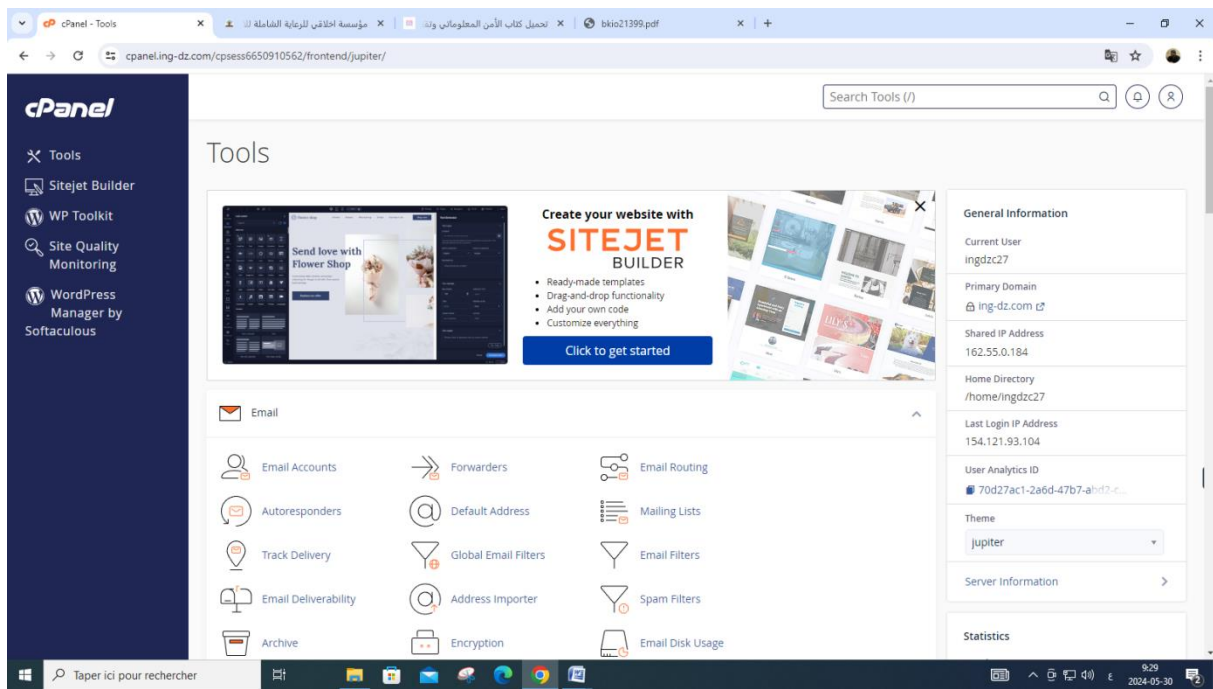 cPanel - Tools
مؤسسة اخلاقي للرعاية الشاملة
تحميل كتاب الأمن المعلوماتي
bkio21399.pdf
cpanel.ing-dz.com/cpsess6650910562/frontend/jupiter/
cPanel
Search Tools (/)
Tools
Sitejet Builder
WP Toolkit
Site Quality
Monitoring
WordPress
Manager by
Softaculous
Tools
Send love with
Flower Shop
Create your website with
SITEJET
BUILDER
Ready-made templates
Drag-and-drop functionality
Add your own code
Customize everything
Click to get started
Email
Email Accounts
Forwarders
Email Routing
Autoresponders
Default Address
Mailing Lists
Track Delivery
Global Email Filters
Email Filters
Email Deliverability
Address Importer
Spam Filters
Archive
Encryption
Email Disk Usage
General Information
Current User
ingdzc27
Primary Domain
ing-dz.com
Shared IP Address
162.55.0.184
Home Directory
/home/ingdzc27
Last Login IP Address
154.121.93.104
User Analytics ID
70d27ac1-2a6d-47b7-abd2-c...
Theme
jupiter
Server Information
Statistics
Taper ici pour rechercher
ع
9:29
2024-05-30
2